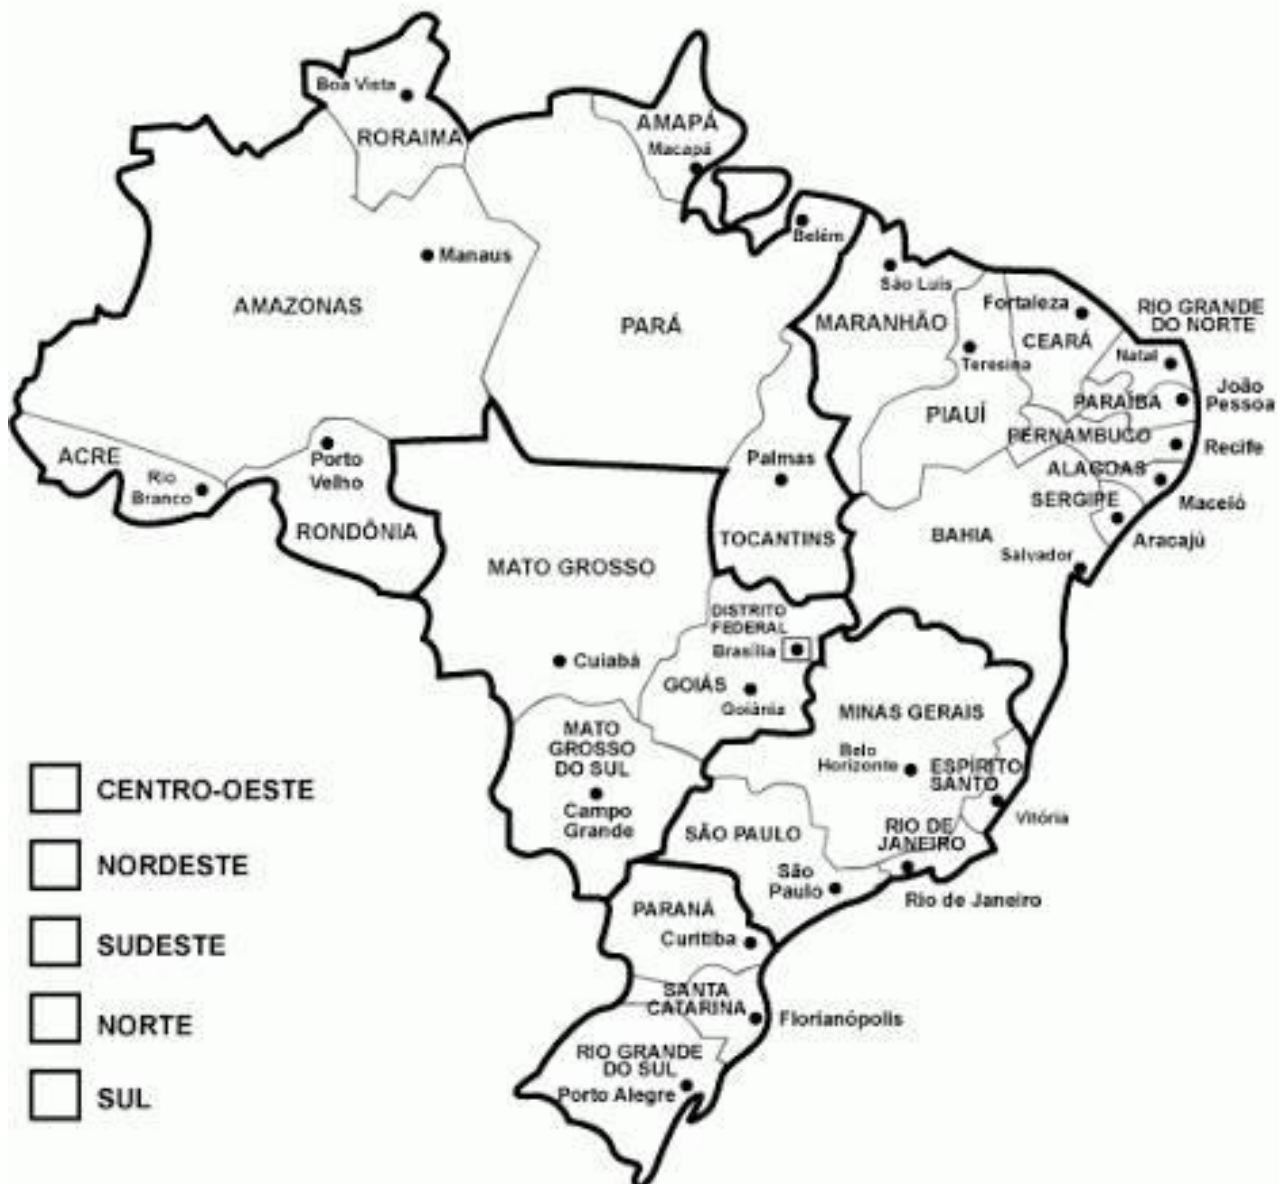 Boa Vista
RORAIMA
AMAPÁ
Macapá
Belém
Manaus
AMAZONAS
PARÁ
São Luis
MARANHÃO
Teresina
PIAUÍ
Fortaleza
CEARÁ
RIO GRANDE
DO NORTE
Natal
PARAÍBA
João
Pessoa
PERNAMBUCO
Recife
ALAGOAS
Maceió
SERGIPE
Aracajú
BAHIA
Salvador
ACRE
Rio
Branco
Porto
Velho
RONDÔNIA
Palmas
TOCANTINS
MATO GROSSO
Cuiabá
DISTRITO
FEDERAL
Brasília
GOIÁS
Goiânia
MATO
GROSSO
DO SUL
Campo
Grande
MINAS GERAIS
Belo
Horizonte
ESPÍRITO
SANTO
Vitória
RIO DE
JANEIRO
Rio de Janeiro
SÃO PAULO
São
Paulo
PARANÁ
Curitiba
SANTA
CATARINA
Florianópolis
RIO GRANDE
DO SUL
Porto Alegre
CENTRO-OESTE
NORDESTE
SUDESTE
NORTE
SUL